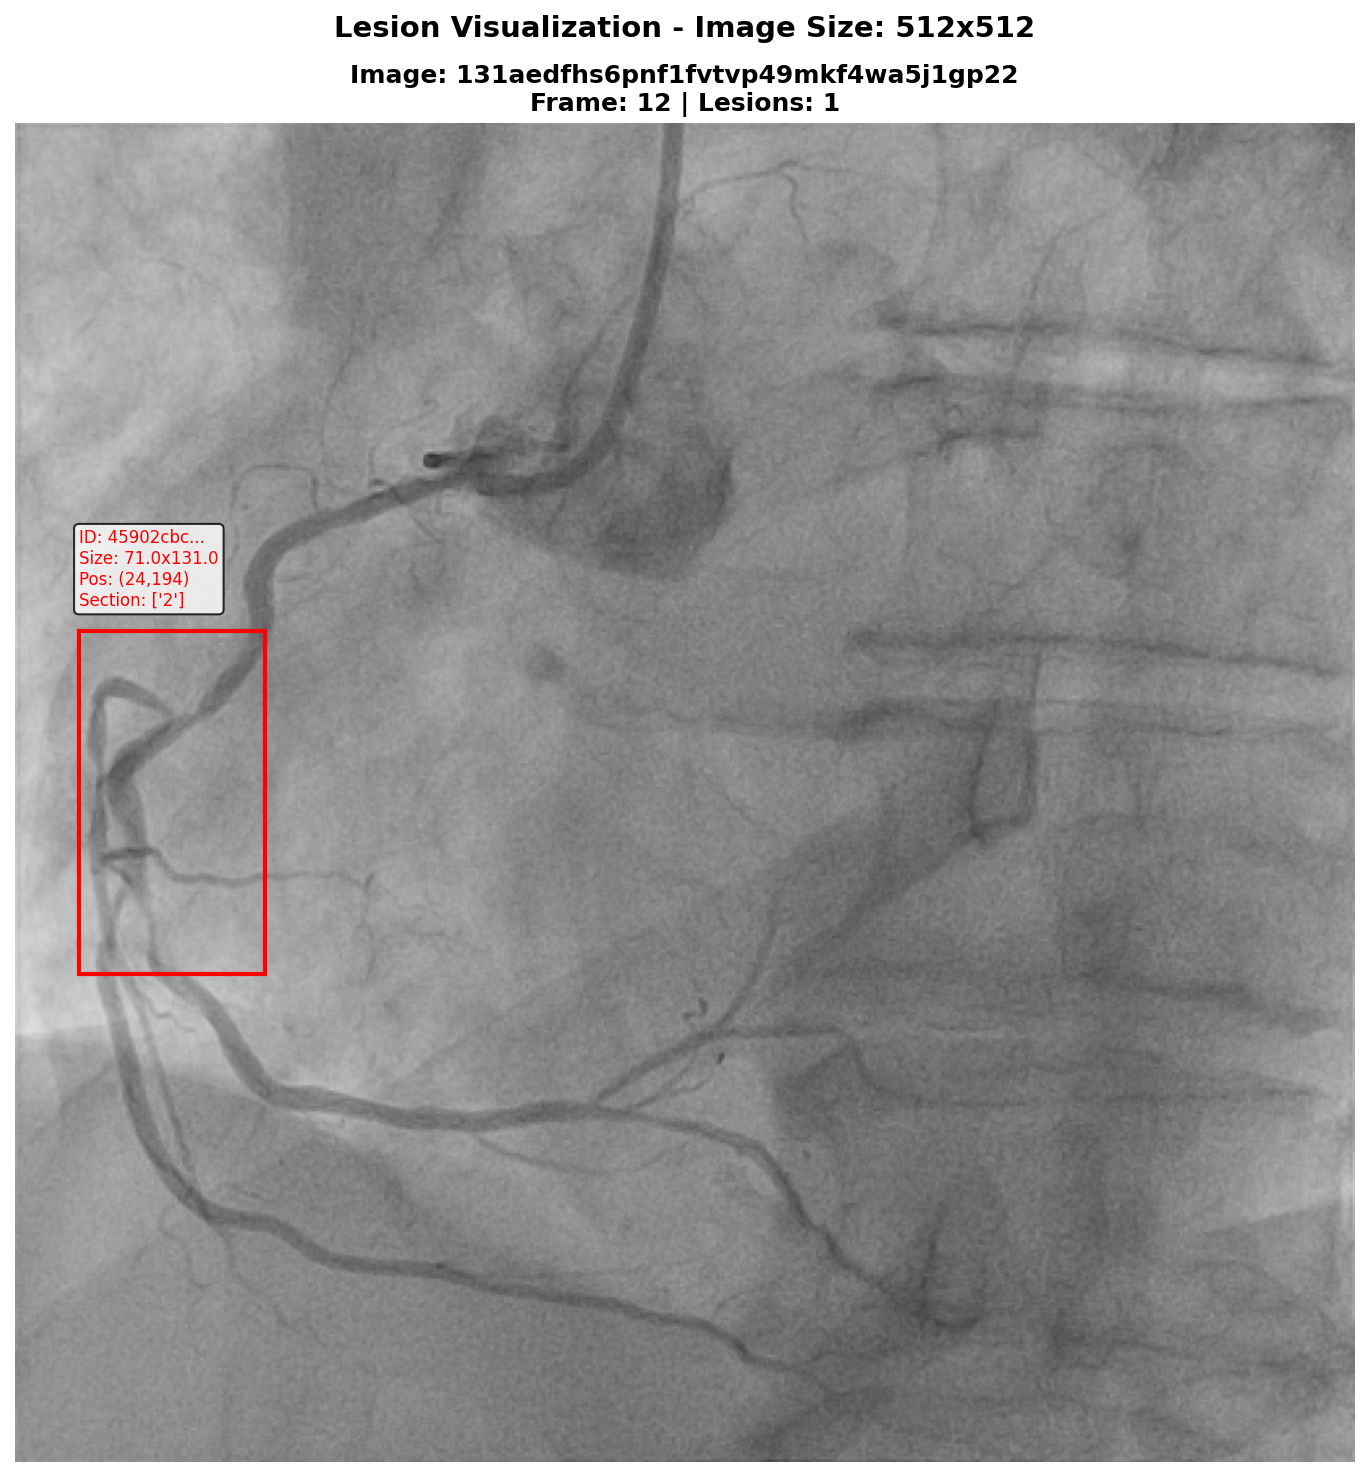 Lesion Visualization - Image Size: 512x512
Image: 131aedfhs6pnf1fvtvp49mkf4wa5j1gp22
Frame: 12 | Lesions: 1
ID: 45902cbc...
Size: 71.0x131.0
Pos: (24,194)
Section: ['2']